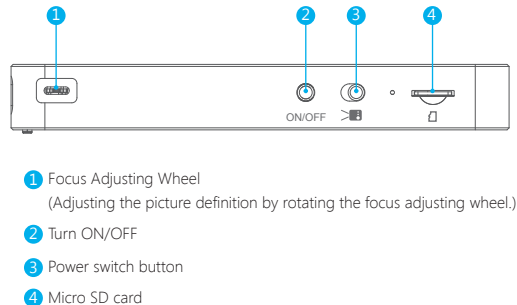 1 2 3 4
ON/OFF
1 Focus Adjusting Wheel
(Adjusting the picture definition by rotating the focus adjusting wheel.)
2 Turn ON/OFF
3 Power switch button
4 Micro SD card